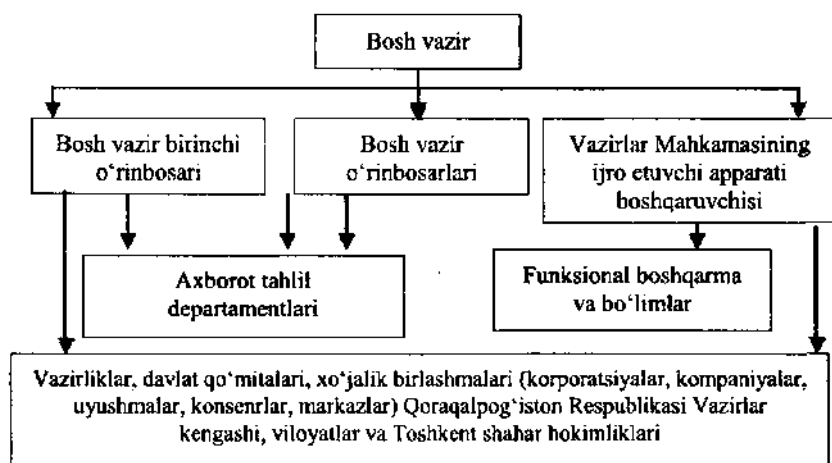 Bosh vazir
Bosh vazir birinchi
o‘rinbosari
Bosh vazir
o‘rinbosarlari
Vazirlar Mahkamasining
ijro etuvchi apparati
boshqaruvchisi
Axborot tahlif
departamentlari
Funksional boshqarma
va bo‘limlar
Vazirliklar, davlat qo‘mitalari, xo‘jalik birlashmalari (korporatsiyalar, kompaniyalar,
uyushmalar, konsenrlar, markazlar) Qoraqalpog‘iston Respublikasi Vazirlar
kengashi, viloyatlar va Toshkent shahar hokimliklari